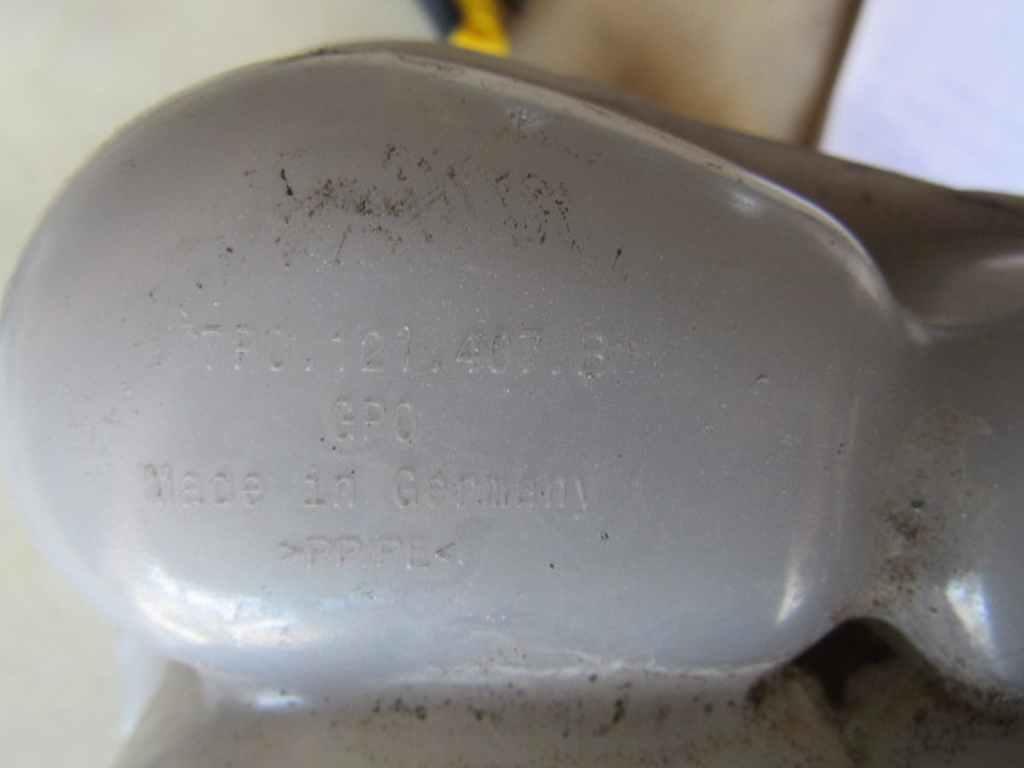 7P0.121.407.B
GPO
Made in Germany
>PP/PE<